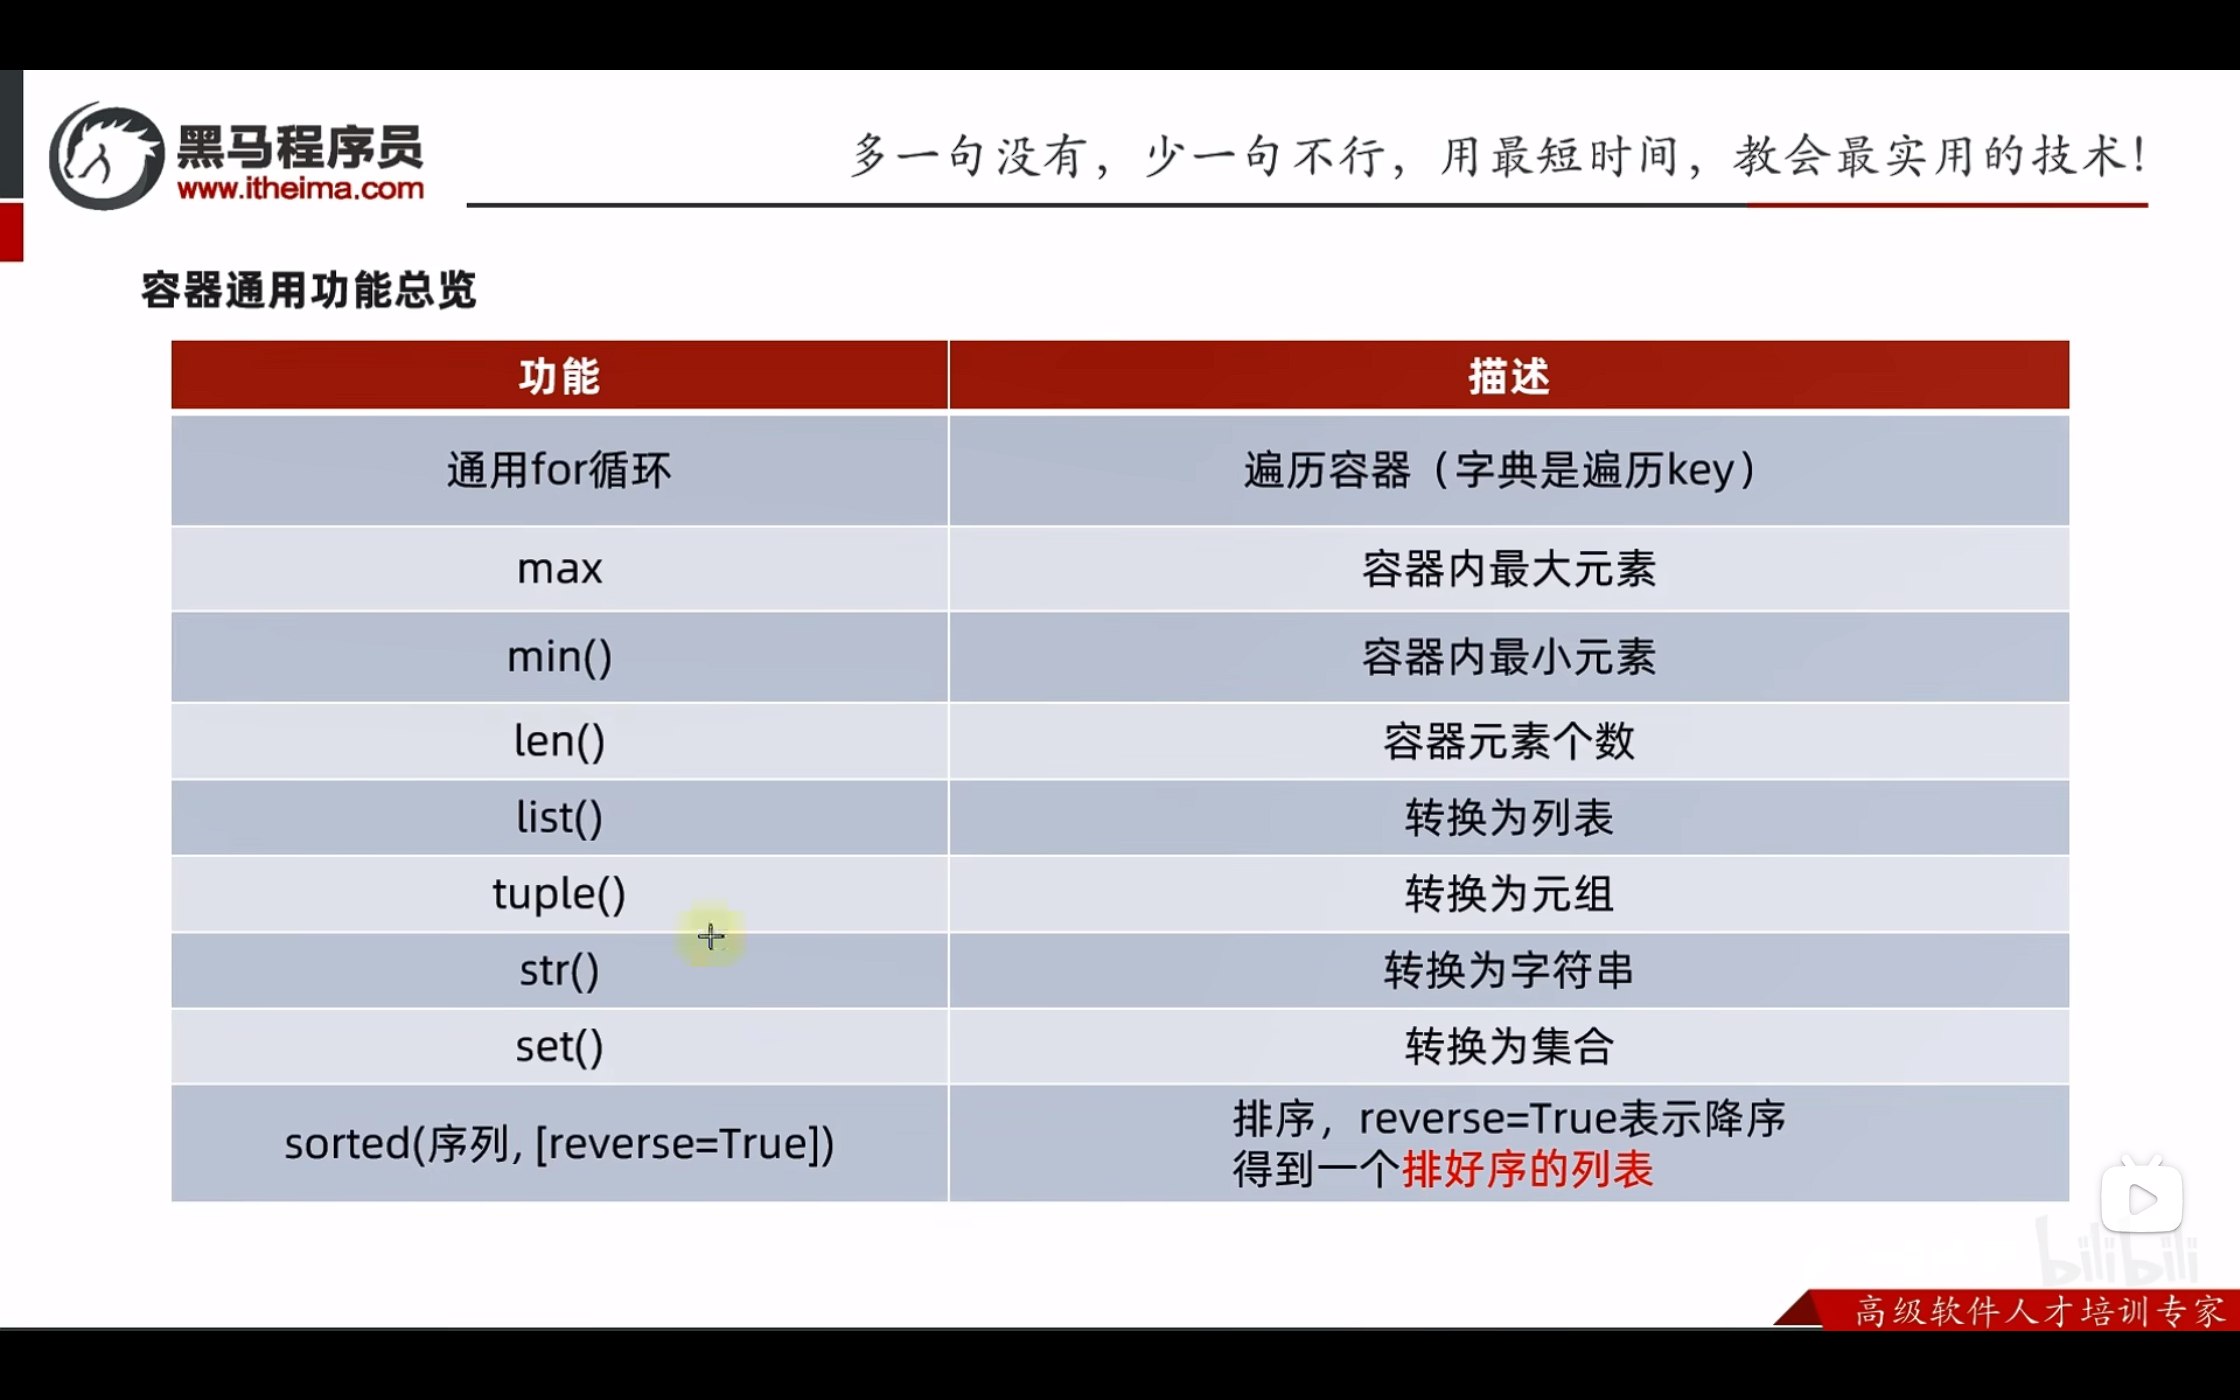 黑马程序员
www.itheima.com
多一句没有，少一句不行，用最短时间，教会最实用的技术！
容器通用功能总览
功能 描述
通用for循环 遍历容器（字典是遍历key）
max 容器内最大元素
min() 容器内最小元素
len() 容器元素个数
list() 转换为列表
tuple() 转换为元组
str() 转换为字符串
set() 转换为集合
sorted(序列, [reverse=True]) 排序，reverse=True表示降序
得到一个排好序的列表
bilibili
高级软件人才培训专家